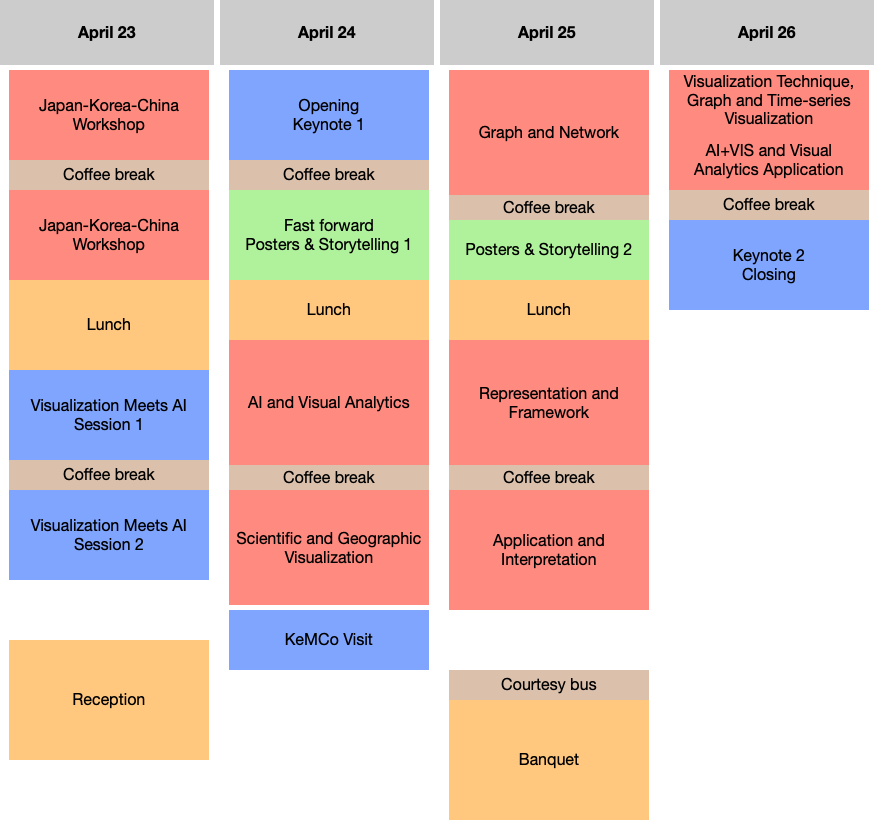 April 23
Japan-Korea-China
Workshop
Coffee break
Japan-Korea-China
Workshop
Lunch
Visualization Meets AI
Session 1
Coffee break
Visualization Meets AI
Session 2
Reception
April 24
Opening
Keynote 1
Coffee break
Fast forward
Posters & Storytelling 1
Lunch
AI and Visual Analytics
Coffee break
Scientific and Geographic
Visualization
KeMCo Visit
April 25
Graph and Network
Coffee break
Posters & Storytelling 2
Lunch
Representation and
Framework
Coffee break
Application and
Interpretation
Courtesy bus
Banquet
April 26
Visualization Technique,
Graph and Time-series
Visualization
AI+VIS and Visual
Analytics Application
Coffee break
Keynote 2
Closing